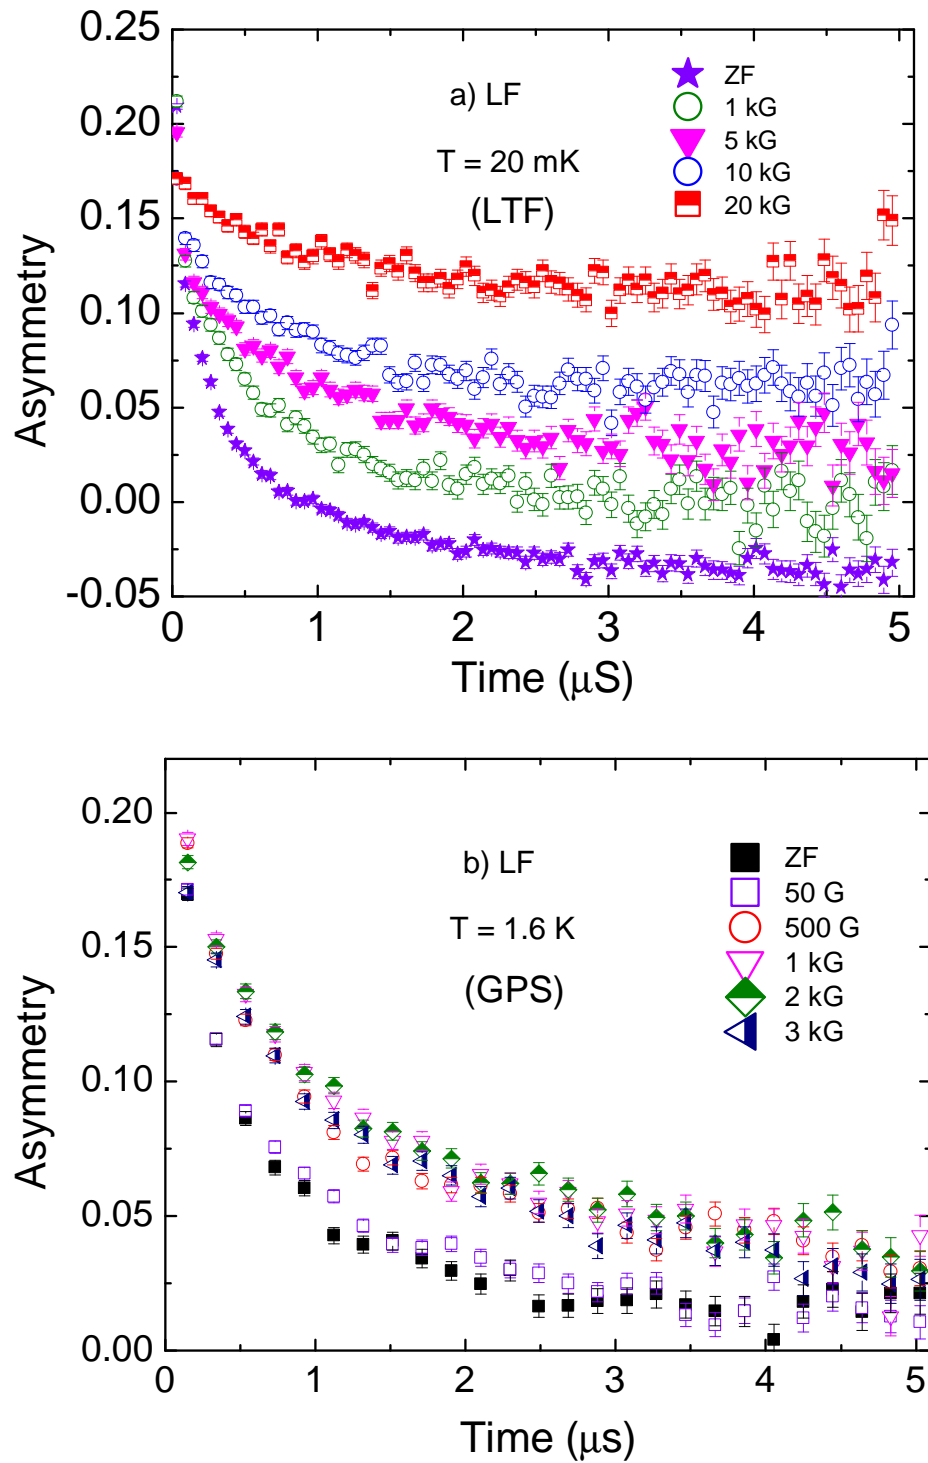 0.25
0.20
0.15
0.10
0.05
0.00
-0.05
Asymmetry
a) LF
T = 20 mK
(LTF)
ZF
1 kG
5 kG
10 kG
20 kG
0 1 2 3 4 5
Time (μS)
0.20
0.15
0.10
0.05
0.00
Asymmetry
b) LF
T = 1.6 K
(GPS)
ZF
50 G
500 G
1 kG
2 kG
3 kG
0 1 2 3 4 5
Time (μs)